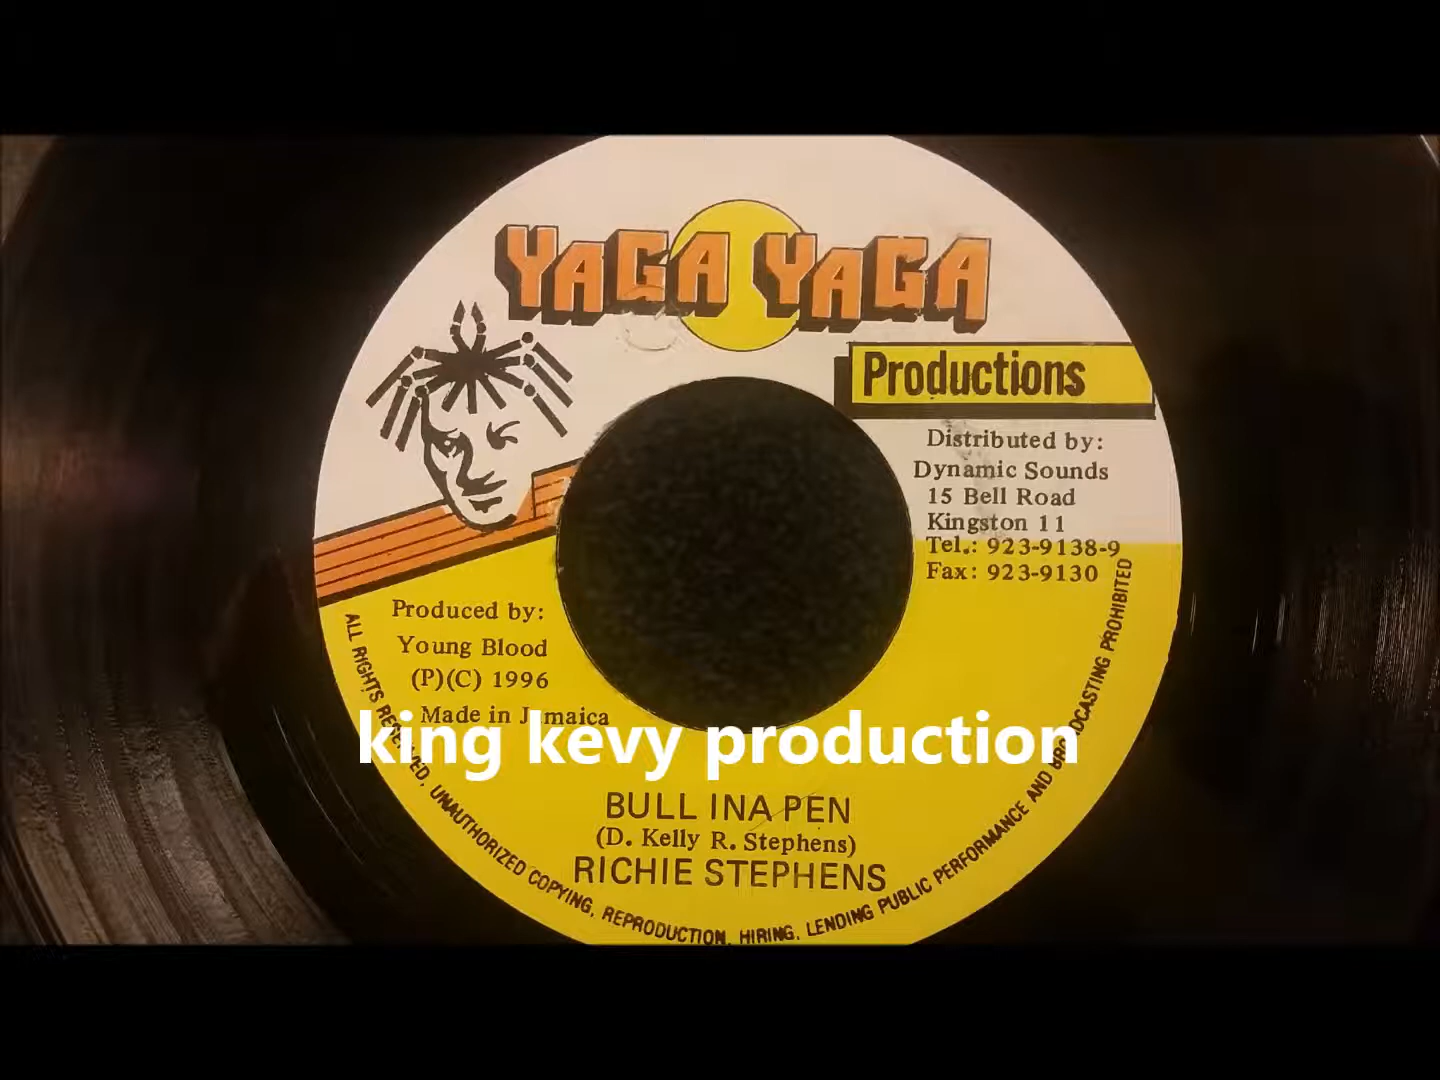 YAGA YAGA
Productions
Distributed by:
Dynamic Sounds
15 Bell Road
Kingston 11
Tel.: 923-9138-9
Fax: 923-9130
Produced by:
Young Blood
(P)(C) 1996
Made in Jamaica
king kevy production
BULL INA PEN
(D. Kelly R. Stephens)
RICHIE STEPHENS
ALL RIGHTS RESERVED. UNAUTHORIZED COPYING, REPRODUCTION, HIRING, LENDING PUBLIC PERFORMANCE AND BROADCASTING PROHIBITED